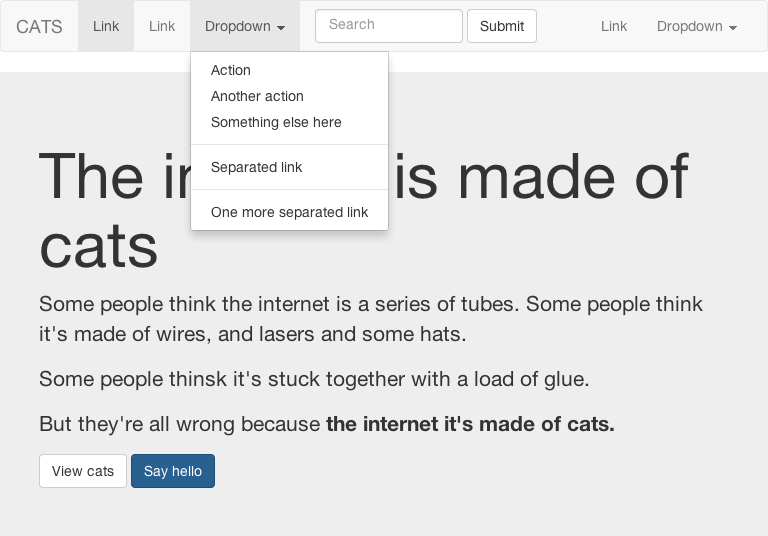 CATS Link Link Dropdown Search Submit Link Dropdown
Action
Another action
Something else here
Separated link
One more separated link
The is made of
cats
Some people think the internet is a series of tubes. Some people think
it's made of wires, and lasers and some hats.
Some people thinsk it's stuck together with a load of glue.
But they're all wrong because the internet it's made of cats.
View cats Say hello